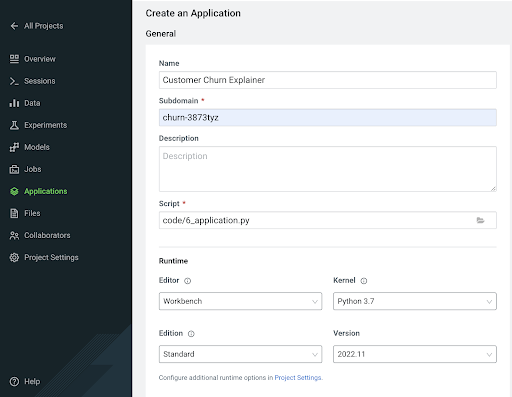 All Projects
Overview
Sessions
Data
Experiments
Models
Jobs
Applications
Files
Collaborators
Project Settings
Help
Create an Application
General
Name
Customer Churn Explainer
Subdomain *
churn-3873tyz
Description
Description
Script *
code/6_application.py
Runtime
Editor
Kernel
Workbench
Python 3.7
Edition
Version
Standard
2022.11
Configure additional runtime options in Project Settings.